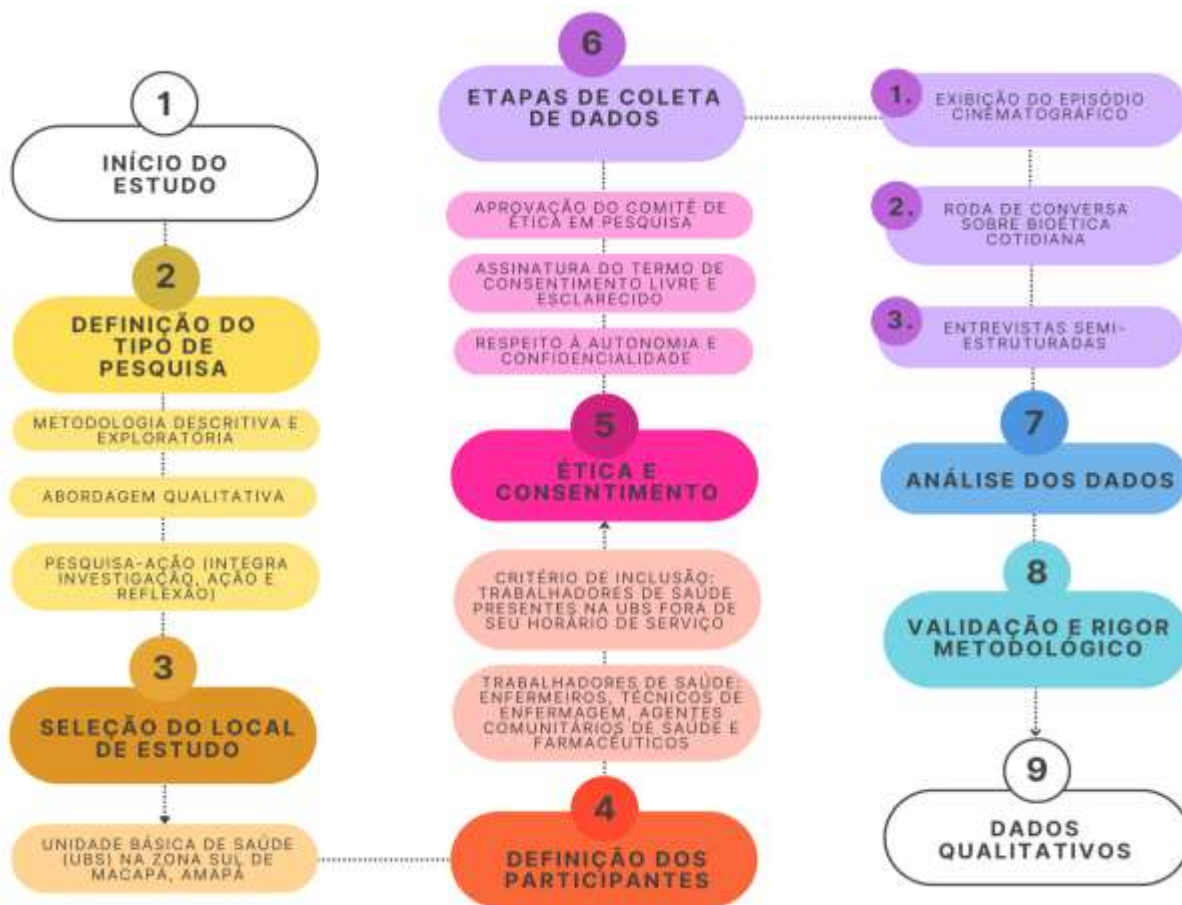 1
INÍCIO DO
ESTUDO
2
DEFINIÇÃO DO
TIPO DE
PESQUISA
METODOLOGIA DESCRITIVA E
EXPLORATÓRIA
ABORDAGEM QUALITATIVA
PESQUISA-AÇÃO (INTEGRA
INVESTIGAÇÃO, AÇÃO E
REFLEXÃO)
3
SELEÇÃO DO LOCAL
DE ESTUDO
UNIDADE BÁSICA DE SAÚDE
(UBS) NA ZONA SUL DE
MACAPÁ, AMAPÁ
4
DEFINIÇÃO DOS
PARTICIPANTES
TRABALHADORES DE SAÚDE:
ENFERMEIROS, TÉCNICOS DE
ENFERMAGEM, AGENTES
COMUNITÁRIOS DE SAÚDE E
FARMACÊUTICOS
CRITÉRIO DE INCLUSÃO:
TRABALHADORES DE SAÚDE
PRESENTES NA UBS FORA DE
SEU HORÁRIO DE SERVIÇO
5
ÉTICA E
CONSENTIMENTO
RESPEITO À AUTONOMIA E
CONFIDENCIALIDADE
ASSINATURA DO TERMO DE
CONSENTIMENTO LIVRE E
ESCLARECIDO
APROVAÇÃO DO COMITÊ DE
ÉTICA EM PESQUISA
6
ETAPAS DE COLETA
DE DADOS
1.
EXIBIÇÃO DO EPISÓDIO
CINEMATOGRÁFICO
2.
RODA DE CONVERSA
SOBRE BIOÉTICA
COTIDIANA
3.
ENTREVISTAS SEMI-
ESTRUTURADAS
7
ANÁLISE DOS DADOS
8
VALIDAÇÃO E RIGOR
METODOLÓGICO
9
DADOS
QUALITATIVOS